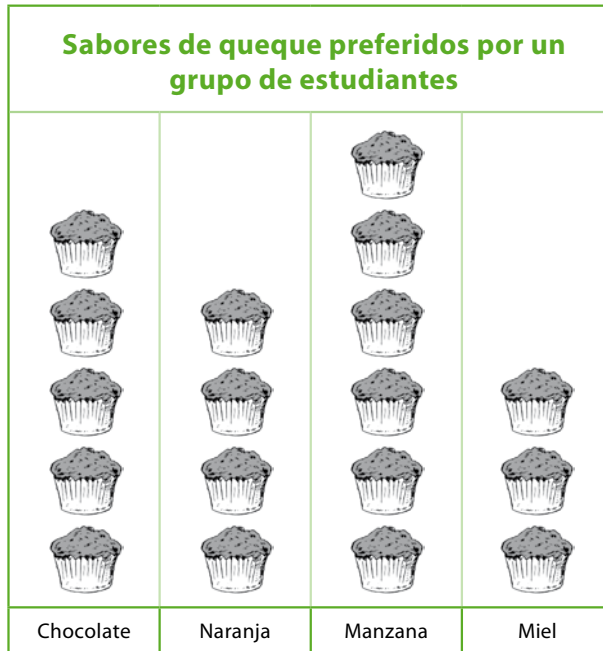 Sabores de queque preferidos por un
grupo de estudiantes
Chocolate
Naranja
Manzana
Miel